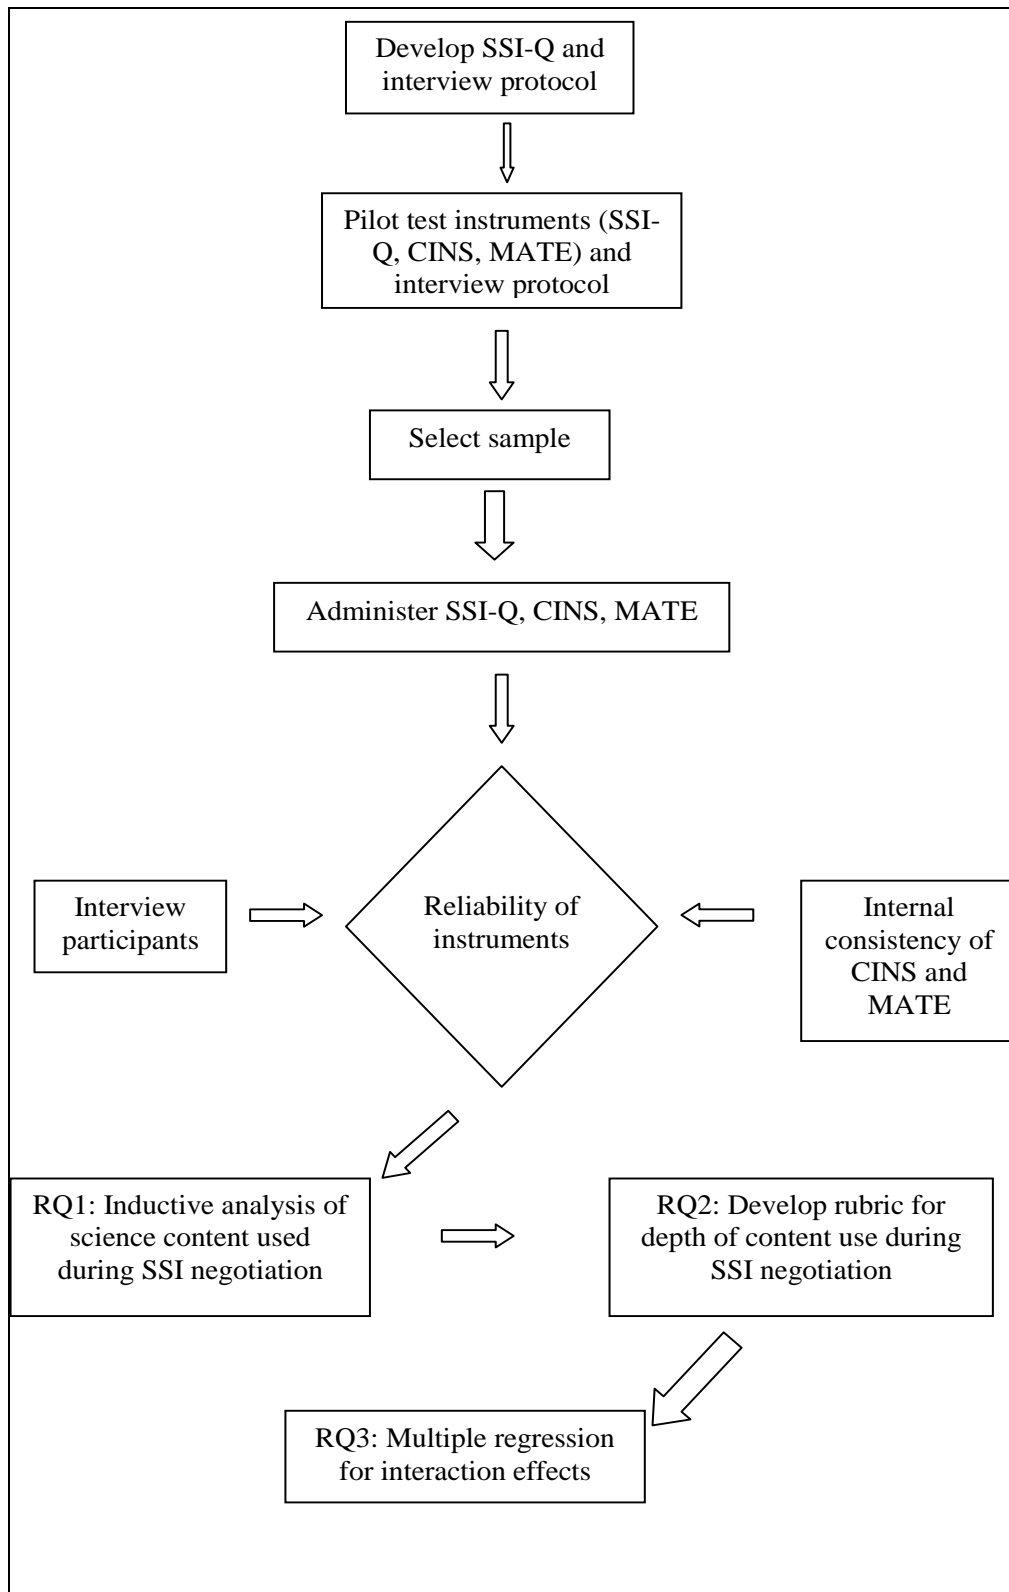 Develop SSI-Q and
interview protocol
Pilot test instruments (SSI-
Q, CINS, MATE) and
interview protocol
Select sample
Administer SSI-Q, CINS, MATE
Interview
participants
Reliability of
instruments
Internal
consistency of
CINS and
MATE
RQ1: Inductive analysis of
science content used
during SSI negotiation
RQ2: Develop rubric for
depth of content use during
SSI negotiation
RQ3: Multiple regression
for interaction effects